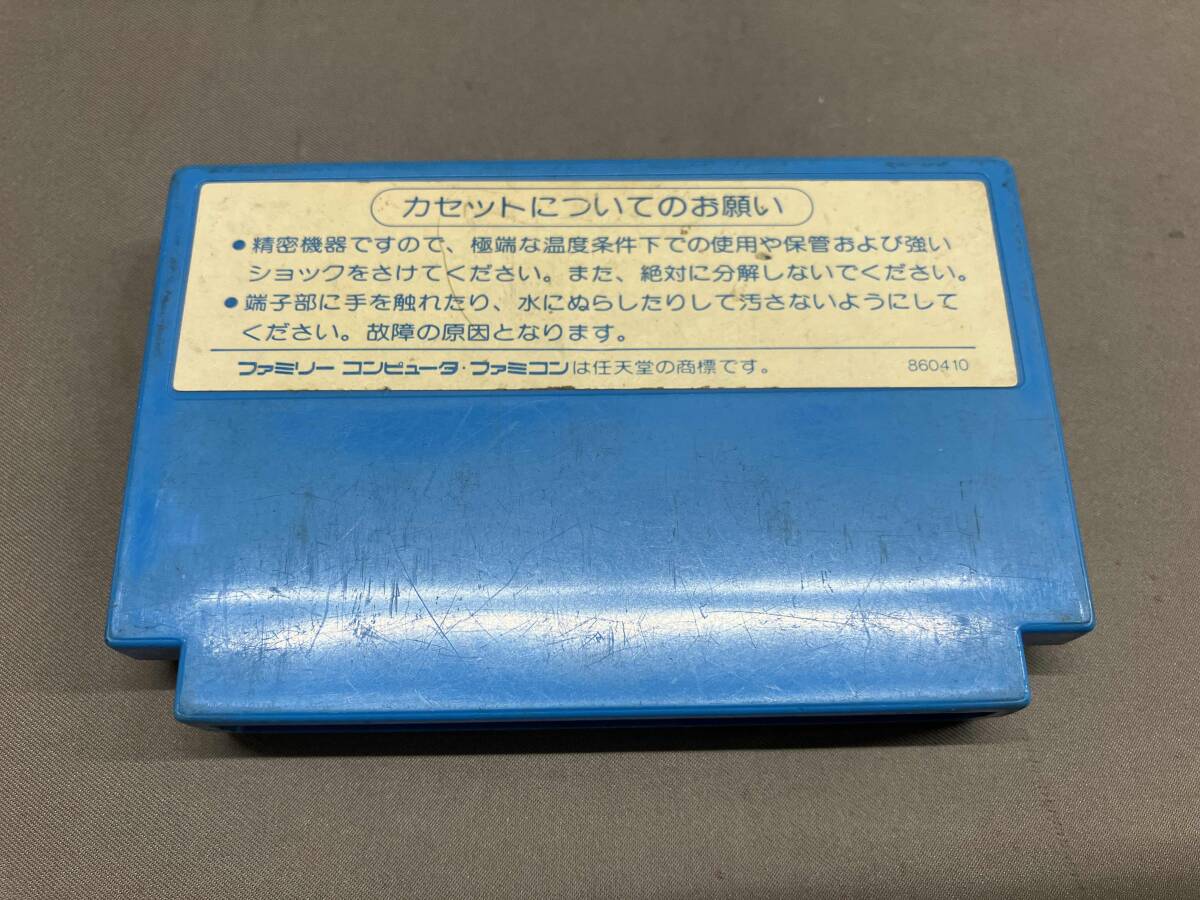 カセットについてのお願い
●精密機器ですので、極端な温度条件下での使用や保管および強い
ショックをさけてください。また、絶対に分解しないでください。
●端子部に手を触れたり、水にぬらしたりして汚さないようにして
ください。故障の原因となります。
ファミリー コンピュータ・ファミコンは任天堂の商標です。 860410